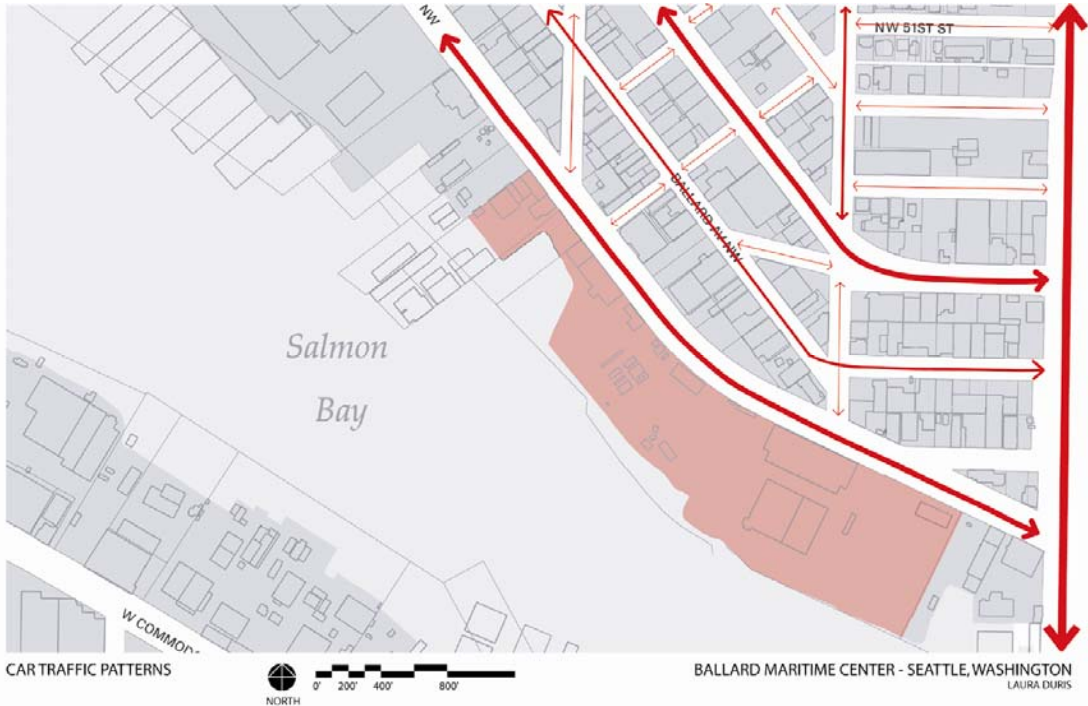 NW
NW 51ST ST
BALLARD AV NW
Salmon
Bay
W COMMOD
CAR TRAFFIC PATTERNS
NORTH
0' 200' 400' 800'
BALLARD MARITIME CENTER - SEATTLE, WASHINGTON
LAURA DURIS